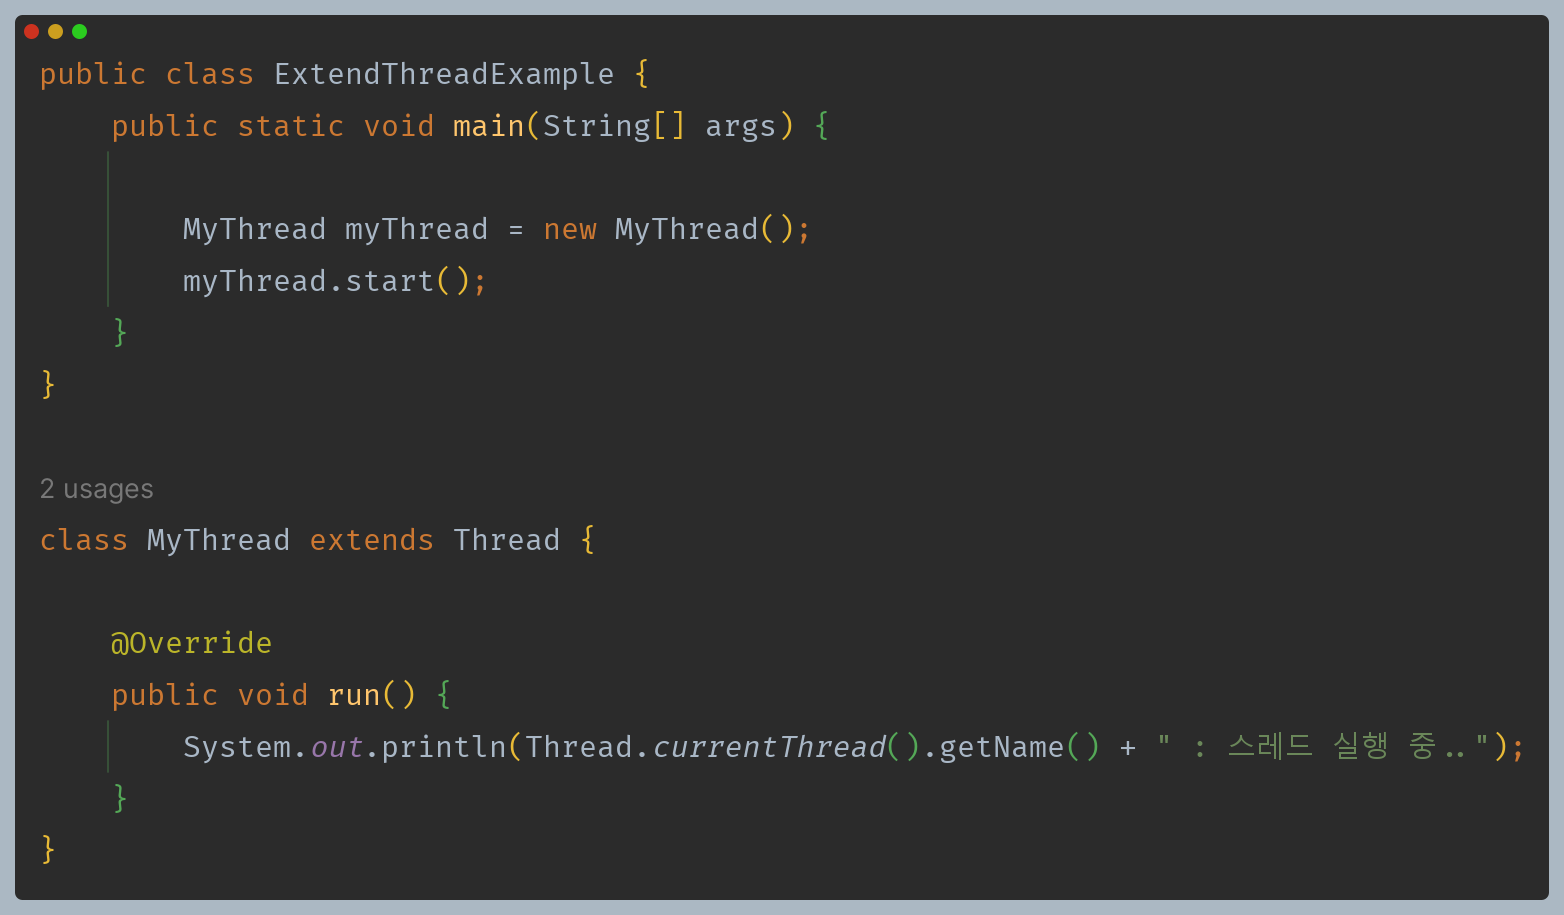 public class ExtendThreadExample {
    public static void main(String[] args) {
        MyThread myThread = new MyThread();
        myThread.start();
    }
}
2 usages
class MyThread extends Thread {
    @Override
    public void run() {
        System.out.println(Thread.currentThread().getName() + " : 스레드 실행 중..");
    }
}